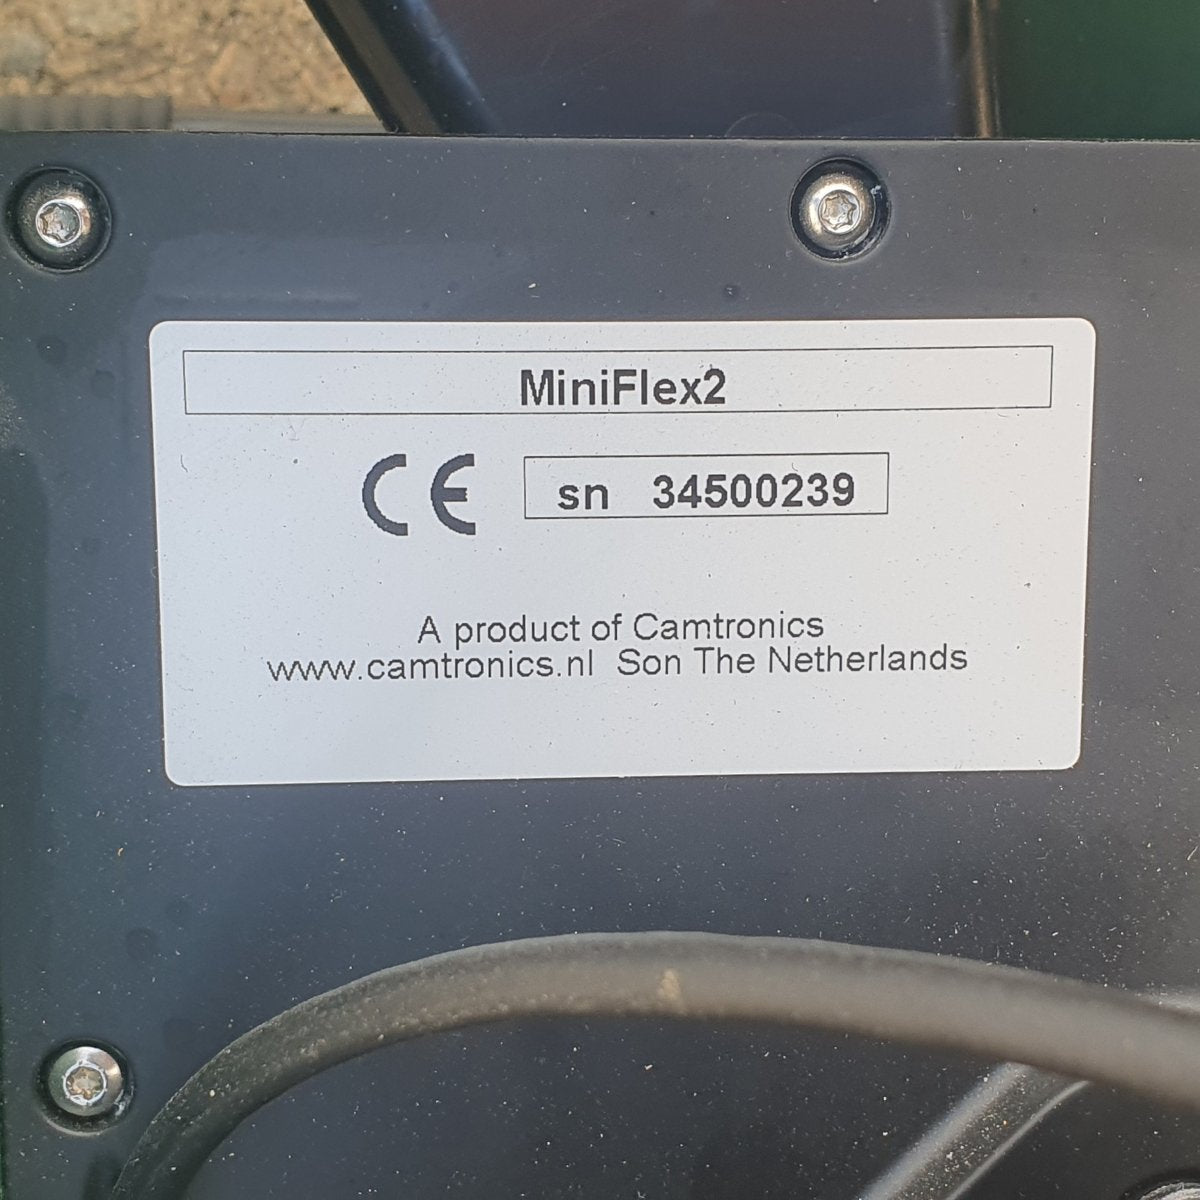 MiniFlex2
CE sn 34500239
A product of Camtronics
www.camtronics.nl Son The Netherlands